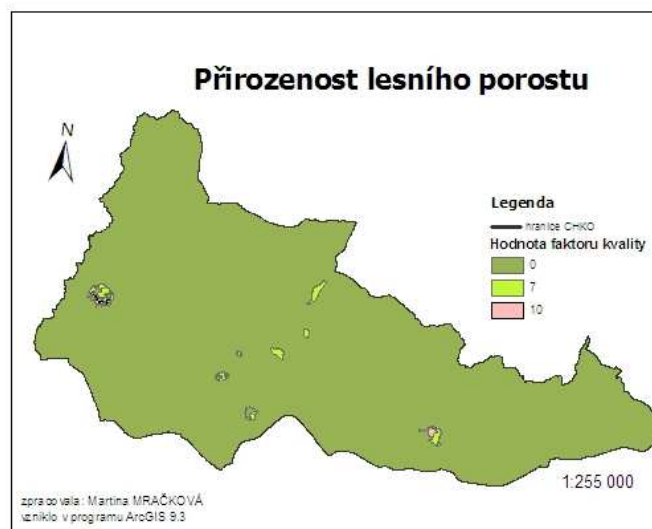 Přirozenost lesního porostu
N
Legenda
hranice CHKO
Hodnota faktoru kvality
0
7
10
1:255 000
zpracovala: Martina MRAČKOVÁ
vzniklo v programu ArcGIS 9.3